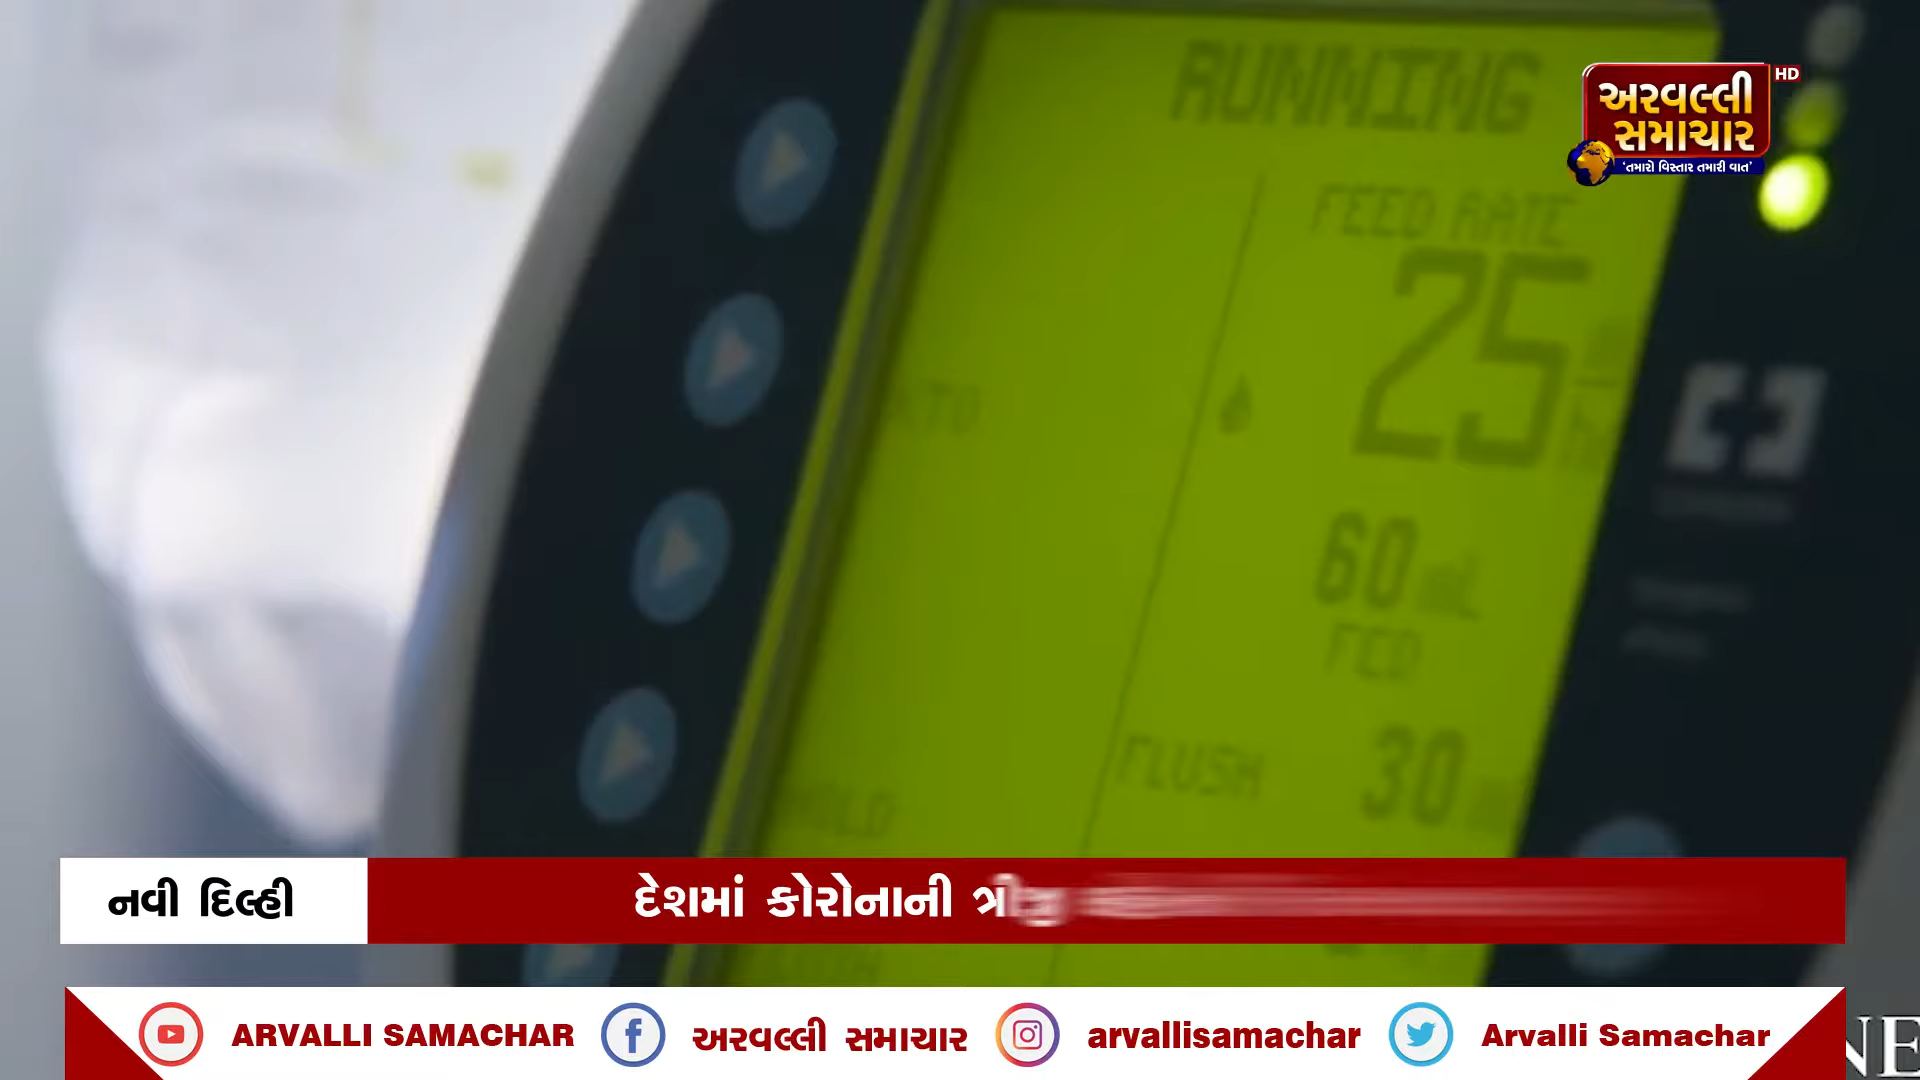 RUNNING
HD
અરવલ્લી
સમાચાર
'તમારો વિસ્તાર તમારી વાત'
FEED RATE
25
60 mL
FED
FLUSH 30
HOLD
નવી દિલ્હી
દેશમાં કોરોનાની
ARVALLI SAMACHAR
અરવલ્લી સમાચાર
arvallisamachar
Arvalli Samachar